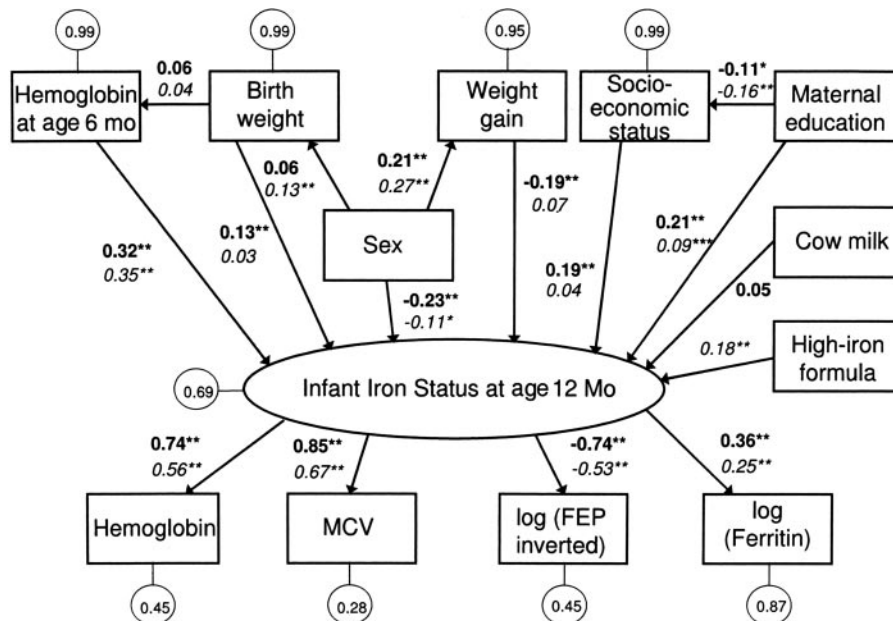 0.99
0.99
0.95
0.99
Hemoglobin
at age 6 mo
0.06
0.04
Birth
weight
Weight
gain
Socio-
economic
status
-0.11*
-0.16**
Maternal
education
0.06
0.13**
0.21**
0.27**
-0.19**
0.07
0.21**
0.09***
Cow milk
0.32**
0.35**
0.13**
0.03
Sex
0.19**
0.04
0.05
-0.23**
-0.11*
0.18**
High-iron
formula
0.69
Infant Iron Status at age 12 Mo
0.74**
0.56**
0.85**
0.67**
-0.74**
-0.53**
0.36**
0.25**
Hemoglobin
MCV
log (FEP
inverted)
log
(Ferritin)
0.45
0.28
0.45
0.87